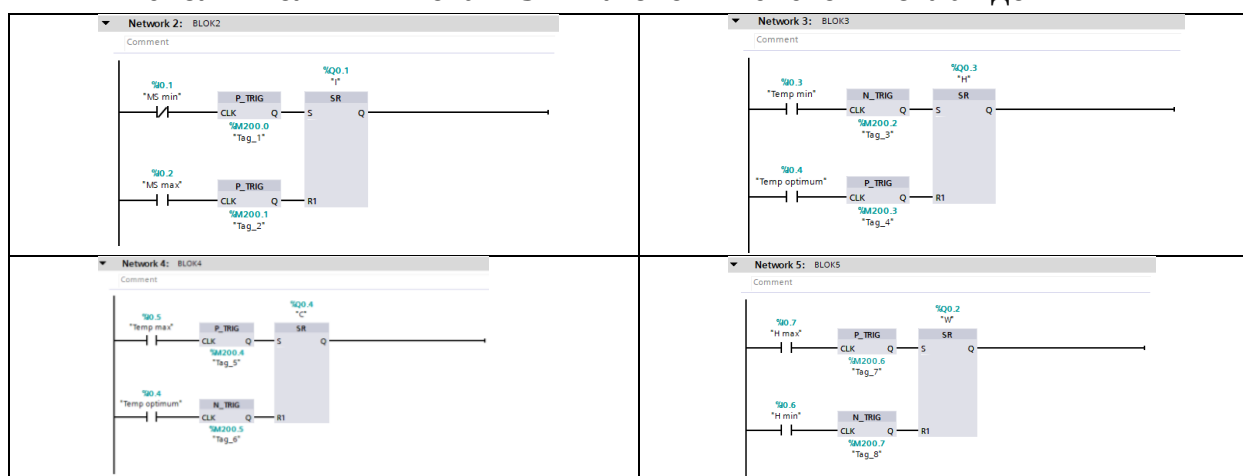 Network 2: BLOK2
Comment
%Q0.1
"I"
%I0.1
"MS min"
P_TRIG
SR
CLK Q
S Q
%M200.0
"Tag_1"
%I0.2
"MS max"
P_TRIG
CLK Q
R1
%M200.1
"Tag_2"
Network 3: BLOK3
Comment
%Q0.3
"H"
%I0.3
"Temp min"
N_TRIG
SR
CLK Q
S Q
%M200.2
"Tag_3"
%I0.4
"Temp optimum"
P_TRIG
CLK Q
R1
%M200.3
"Tag_4"
Network 4: BLOK4
Comment
%Q0.4
"C"
%I0.5
"Temp max"
P_TRIG
SR
CLK Q
S Q
%M200.4
"Tag_5"
%I0.4
"Temp optimum"
N_TRIG
CLK Q
R1
%M200.5
"Tag_6"
Network 5: BLOK5
Comment
%Q0.2
"W"
%I0.7
"H max"
P_TRIG
SR
CLK Q
S Q
%M200.6
"Tag_7"
%I0.6
"H min"
N_TRIG
CLK Q
R1
%M200.7
"Tag_8"